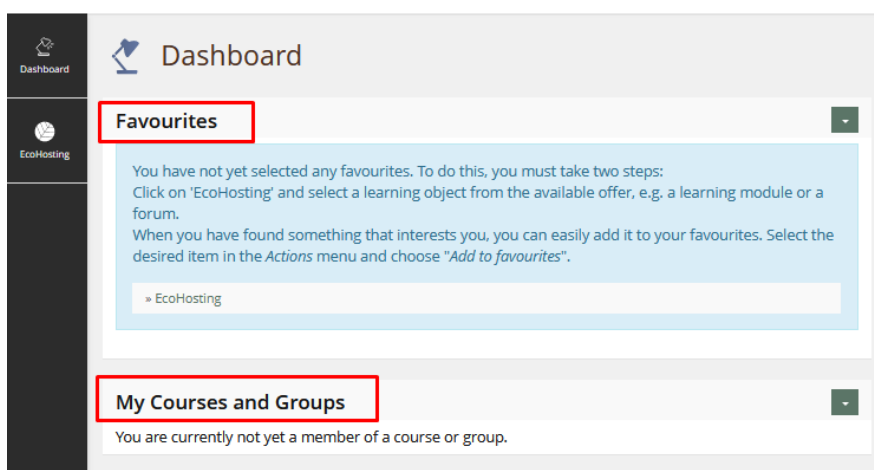 Dashboard
Dashboard
EcoHosting
Favourites
You have not yet selected any favourites. To do this, you must take two steps:
Click on 'EcoHosting' and select a learning object from the available offer, e.g. a learning module or a
forum.
When you have found something that interests you, you can easily add it to your favourites. Select the
desired item in the Actions menu and choose "Add to favourites".
» EcoHosting
My Courses and Groups
You are currently not yet a member of a course or group.